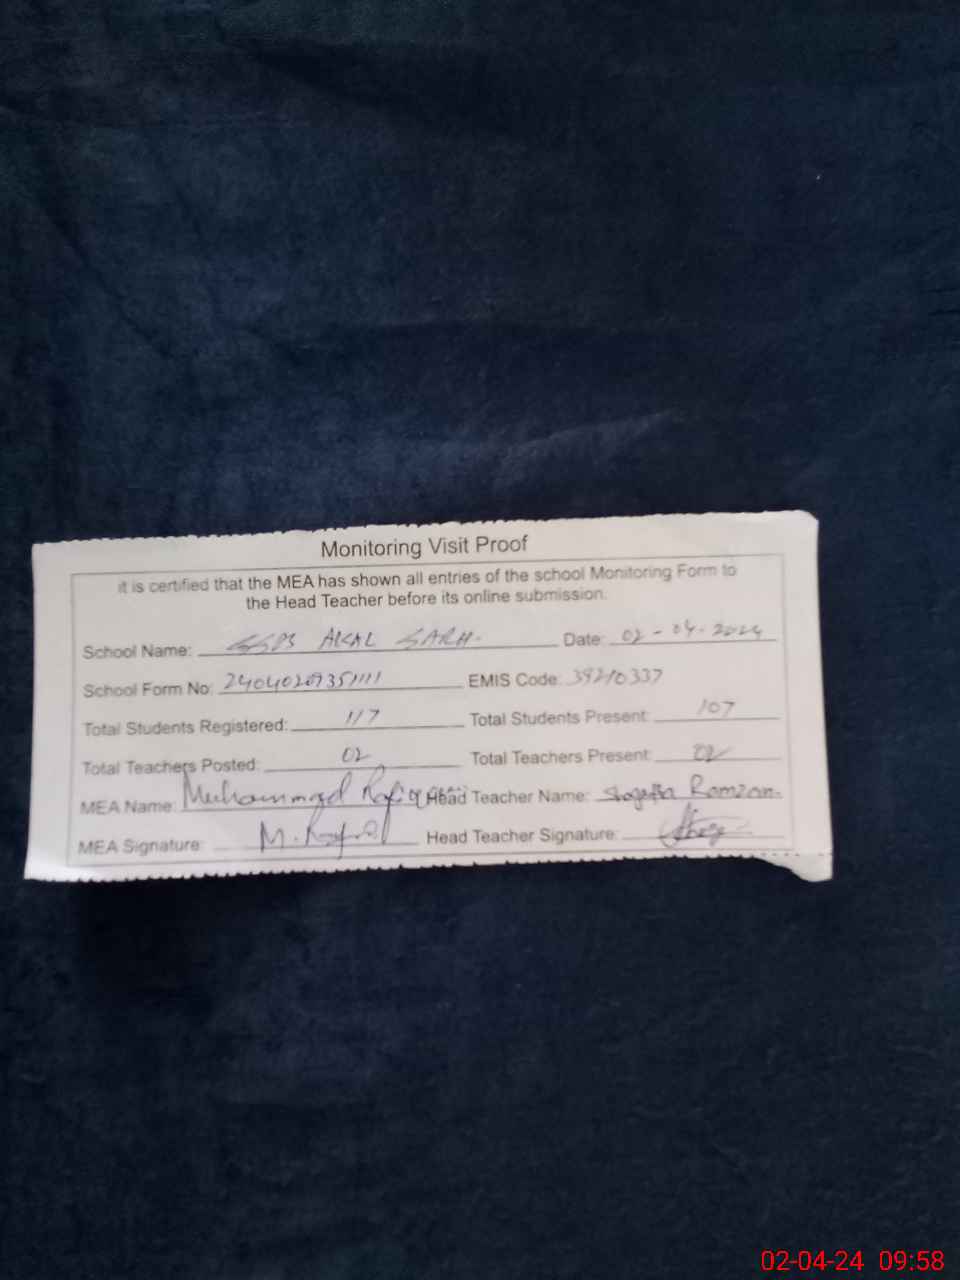 Monitoring Visit Proof
it is certified that the MEA has shown all entries of the school Monitoring Form to
the Head Teacher before its online submission.
School Name: AKAL GARH. Date: 02-04-2024
School Form No: EMIS Code: 39210337
Total Students Registered: 117 Total Students Present: 107
Total Teachers Posted: 02 Total Teachers Present: 02
MEA Name: Muhammad Rafiq Head Teacher Name: Shagufta Ramzan
MEA Signature: M. Rafiq Head Teacher Signature:
02-04-24 09:58